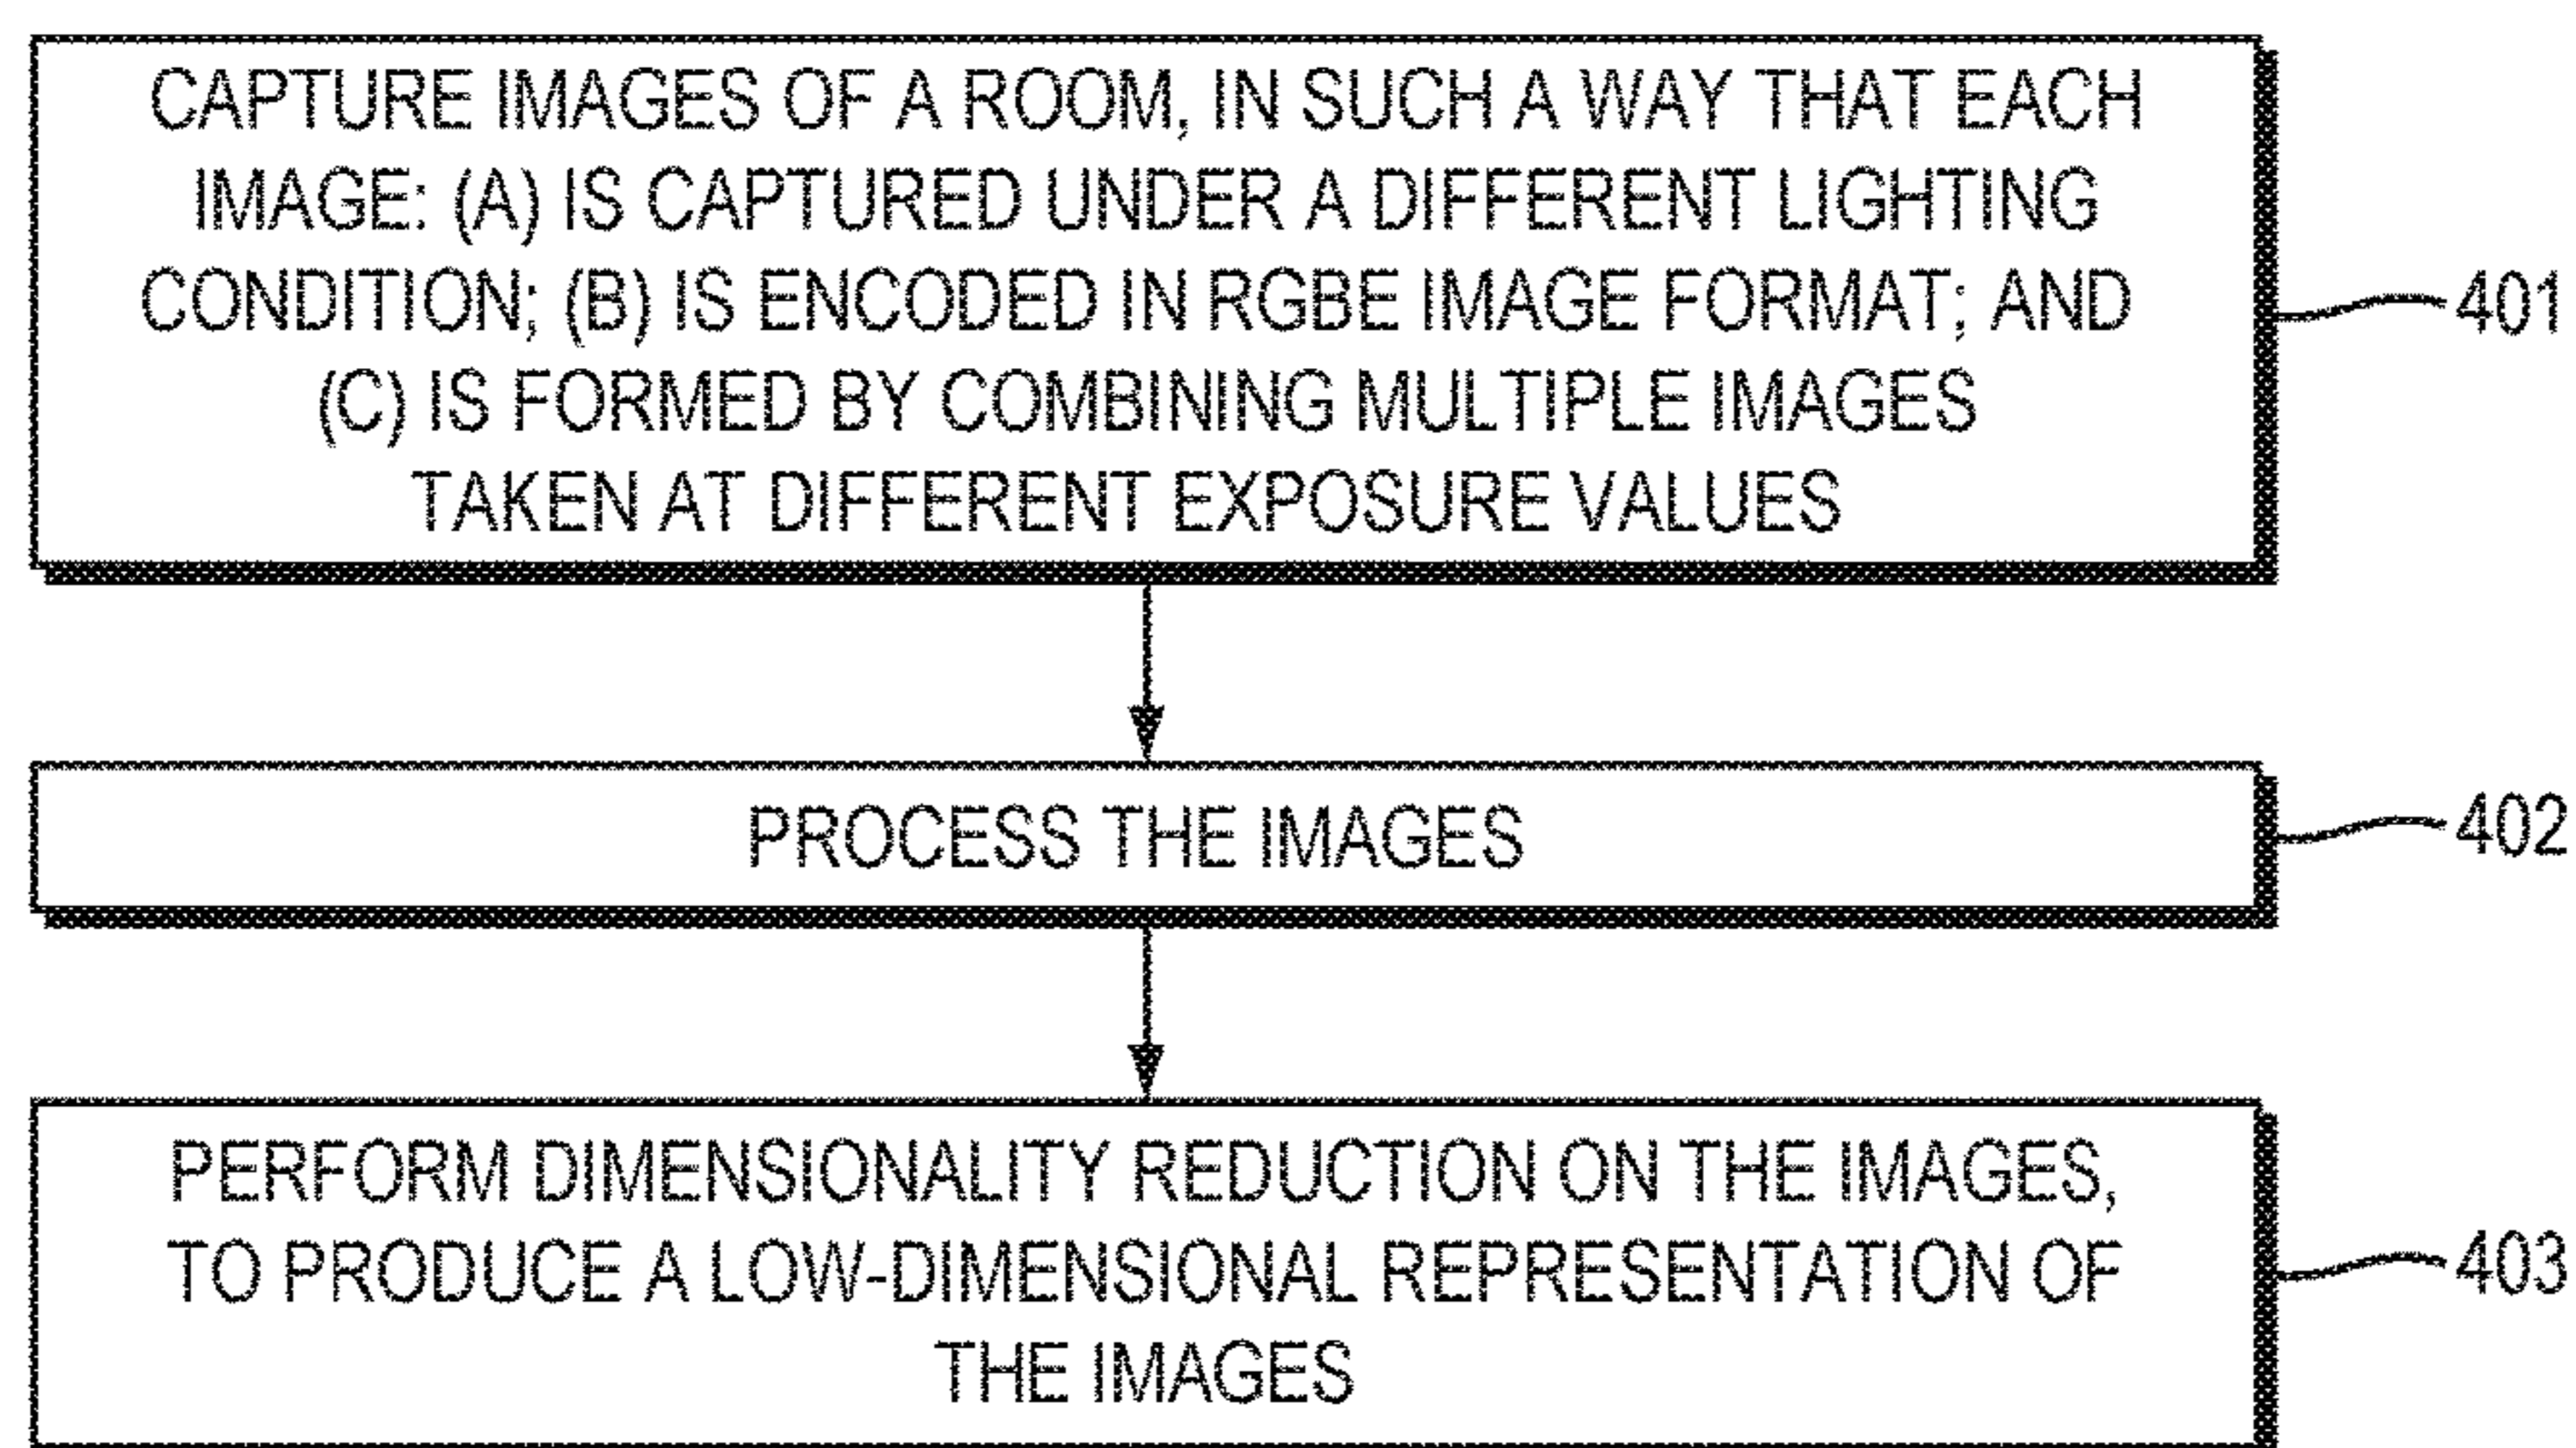 CAPTURE IMAGES OF A ROOM, IN SUCH A WAY THAT EACH
IMAGE: (A) IS CAPTURED UNDER A DIFFERENT LIGHTING
CONDITION; (B) IS ENCODED IN RGBE IMAGE FORMAT; AND
(C) IS FORMED BY COMBINING MULTIPLE IMAGES
TAKEN AT DIFFERENT EXPOSURE VALUES
401
PROCESS THE IMAGES
402
PERFORM DIMENSIONALITY REDUCTION ON THE IMAGES,
TO PRODUCE A LOW-DIMENSIONAL REPRESENTATION OF
THE IMAGES
403